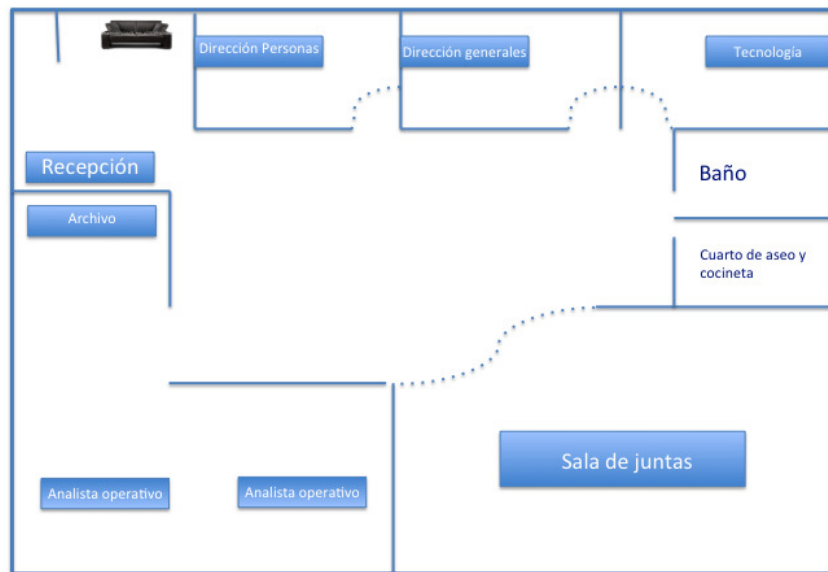 Dirección Personas
Dirección generales
Tecnología
Recepción
Baño
Archivo
Cuarto de aseo y
cocineta
Sala de juntas
Analista operativo
Analista operativo